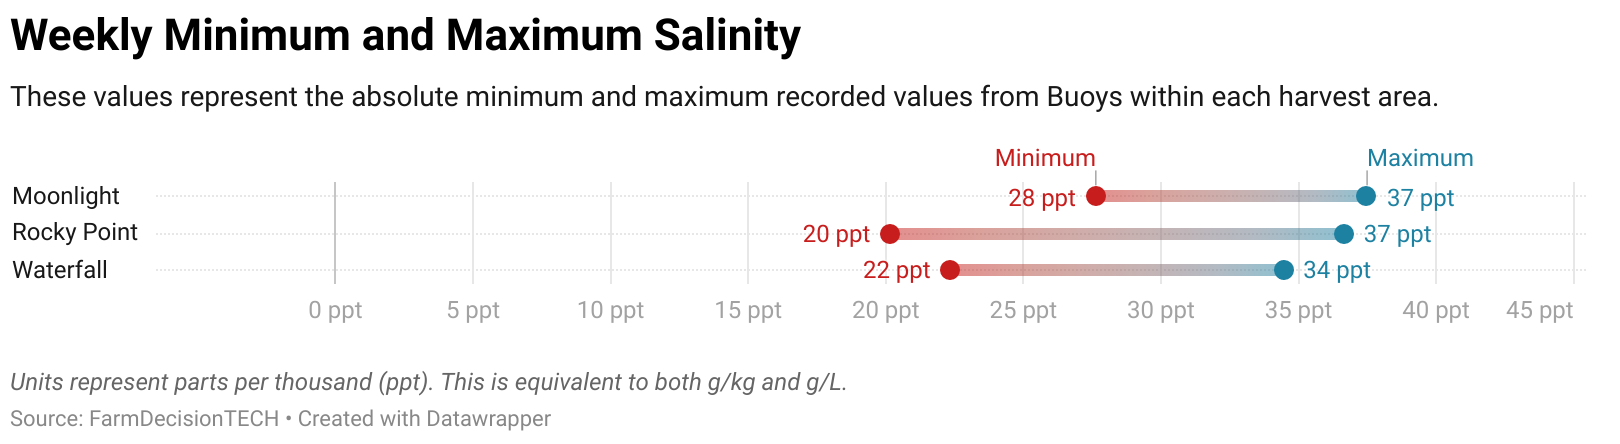 Weekly Minimum and Maximum Salinity
These values represent the absolute minimum and maximum recorded values from Buoys within each harvest area.
Minimum Maximum
Moonlight 28 ppt 37 ppt
Rocky Point 20 ppt 37 ppt
Waterfall 22 ppt 34 ppt
0 ppt 5 ppt 10 ppt 15 ppt 20 ppt 25 ppt 30 ppt 35 ppt 40 ppt 45 ppt
Units represent parts per thousand (ppt). This is equivalent to both g/kg and g/L.
Source: FarmDecisionTECH • Created with Datawrapper